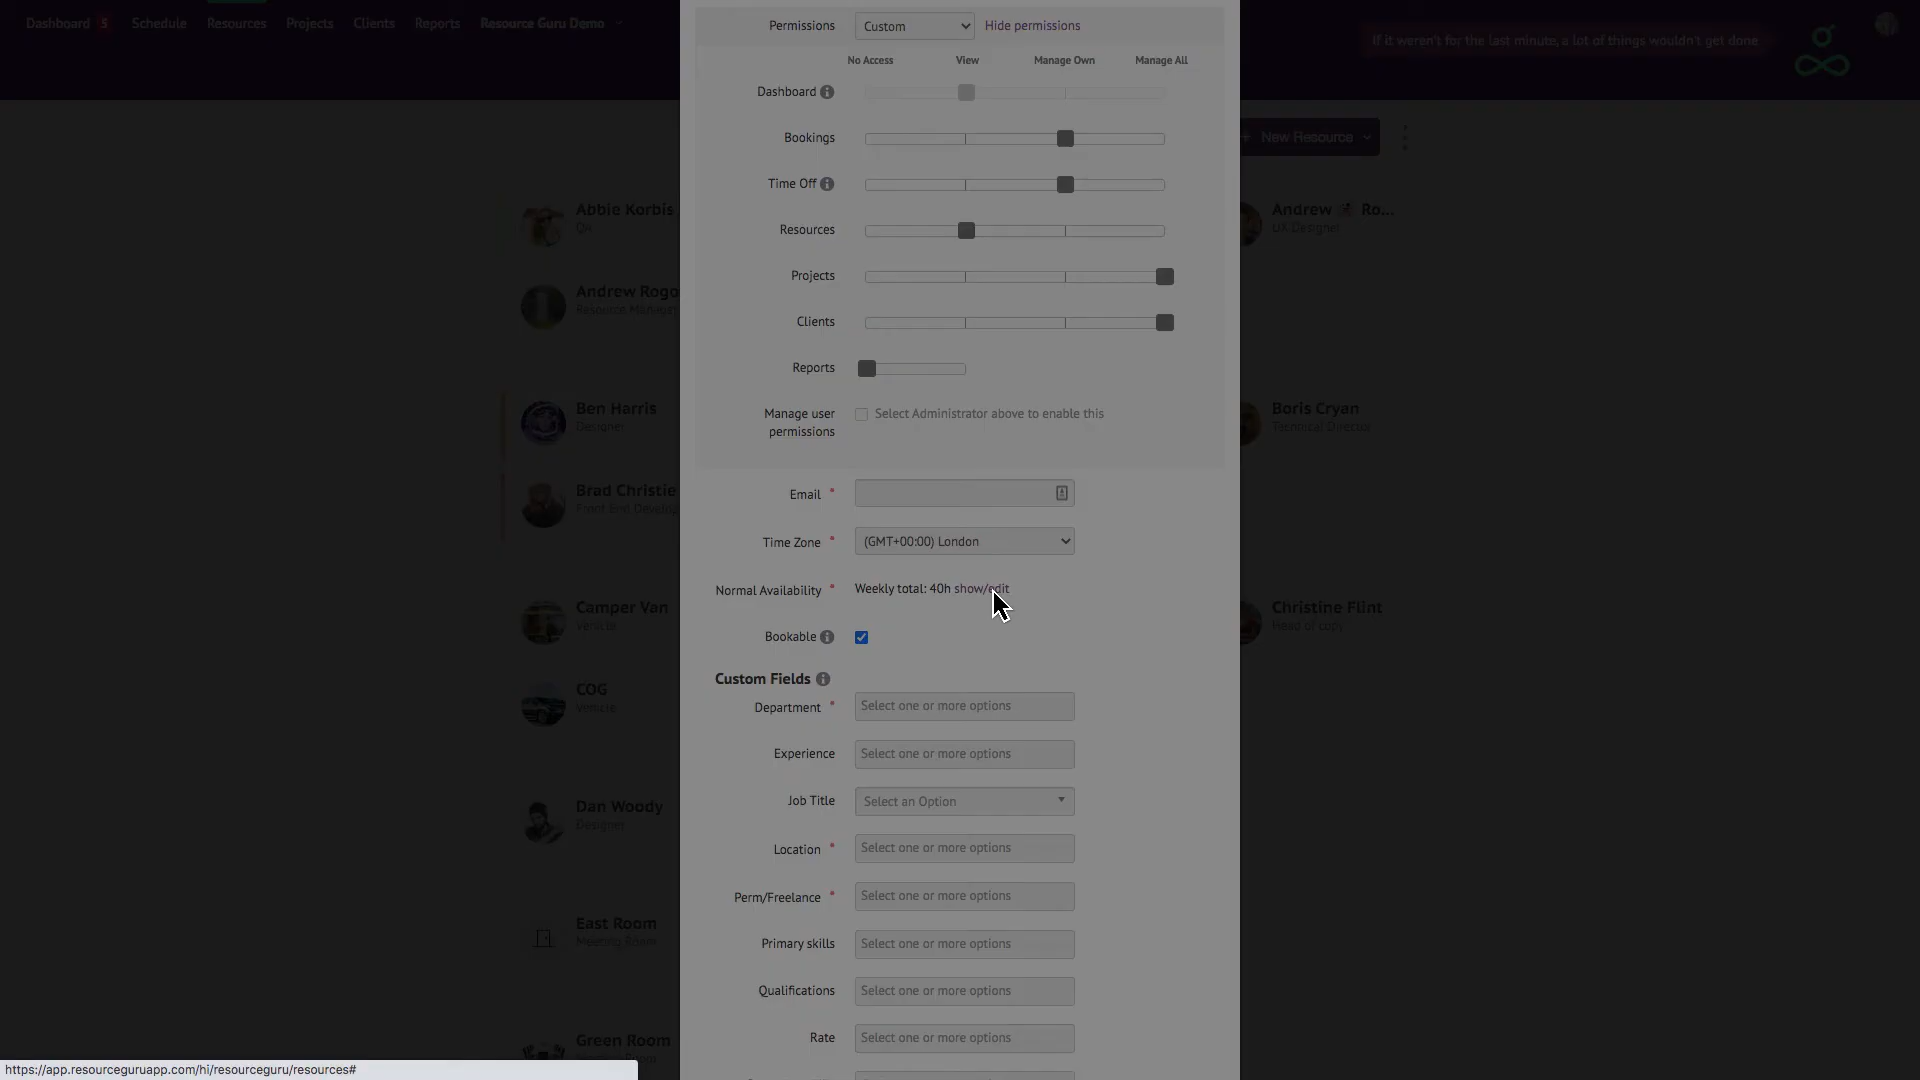 Dashboard 5 Schedule Resources Projects Clients Reports Resource Guru Demo
If it weren't for the last minute, a lot of things wouldn't get done
Permissions Custom Hide permissions
No Access View Manage Own Manage All
Dashboard
Bookings
Time Off
Resources
Projects
Clients
Reports
Manage user permissions
Select Administrator above to enable this
Email *
Time Zone * (GMT+00:00) London
Normal Availability * Weekly total: 40h show/edit
Bookable
Custom Fields
Department * Select one or more options
Experience Select one or more options
Job Title Select an Option
Location * Select one or more options
Perm/Freelance * Select one or more options
Primary skills Select one or more options
Qualifications Select one or more options
Rate Select one or more options
+ New Resource
Abbie Korbis
QA
Andrew Ro...
UX Designer
Andrew Rogo
Resource Manager
Ben Harris
Designer
Boris Cryan
Technical Director
Brad Christie
Front End Develo
Camper Van
Vehicle
Christine Flint
Head of copy
COG
Vehicle
Dan Woody
Designer
East Room
Meeting Room
Green Room
https://app.resourceguruapp.com/hi/resourceguru/resources#